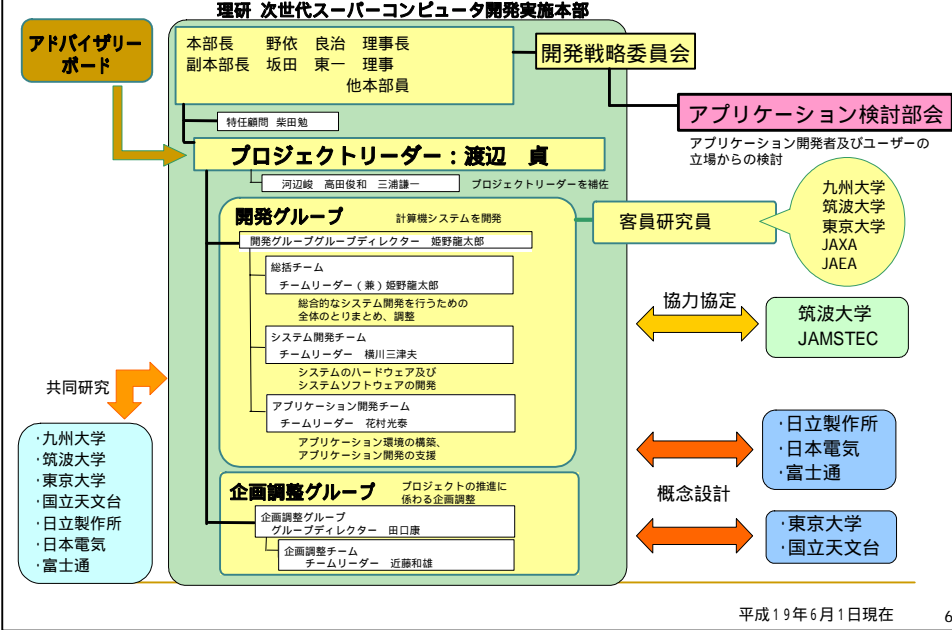 理研 次世代スーパーコンピュータ開発実施本部
アドバイザリー
ボード
本部長 野依 良治 理事長
副本部長 坂田 東一 理事
他本部員
開発戦略委員会
アプリケーション検討部会
アプリケーション開発者及びユーザーの
立場からの検討
特任顧問 柴田勉
プロジェクトリーダー：渡辺 貞
河辺峻 高田俊和 三浦謙一
プロジェクトリーダーを補佐
開発グループ
計算機システムを開発
開発グループグループディレクター 姫野龍太郎
総括チーム
チームリーダー（兼）姫野龍太郎
総合的なシステム開発を行うための
全体のとりまとめ、調整
システム開発チーム
チームリーダー 横川三津夫
システムのハードウェア及び
システムソフトウェアの開発
アプリケーション開発チーム
チームリーダー 花村光泰
アプリケーション環境の構築、
アプリケーション開発の支援
企画調整グループ
プロジェクトの推進に
係わる企画調整
企画調整グループ
グループディレクター 田口康
企画調整チーム
チームリーダー 近藤和雄
客員研究員
九州大学
筑波大学
東京大学
JAXA
JAEA
協力協定
筑波大学
JAMSTEC
共同研究
・九州大学
・筑波大学
・東京大学
・国立天文台
・日立製作所
・日本電気
・富士通
・日立製作所
・日本電気
・富士通
概念設計
・東京大学
・国立天文台
平成19年6月1日現在
6